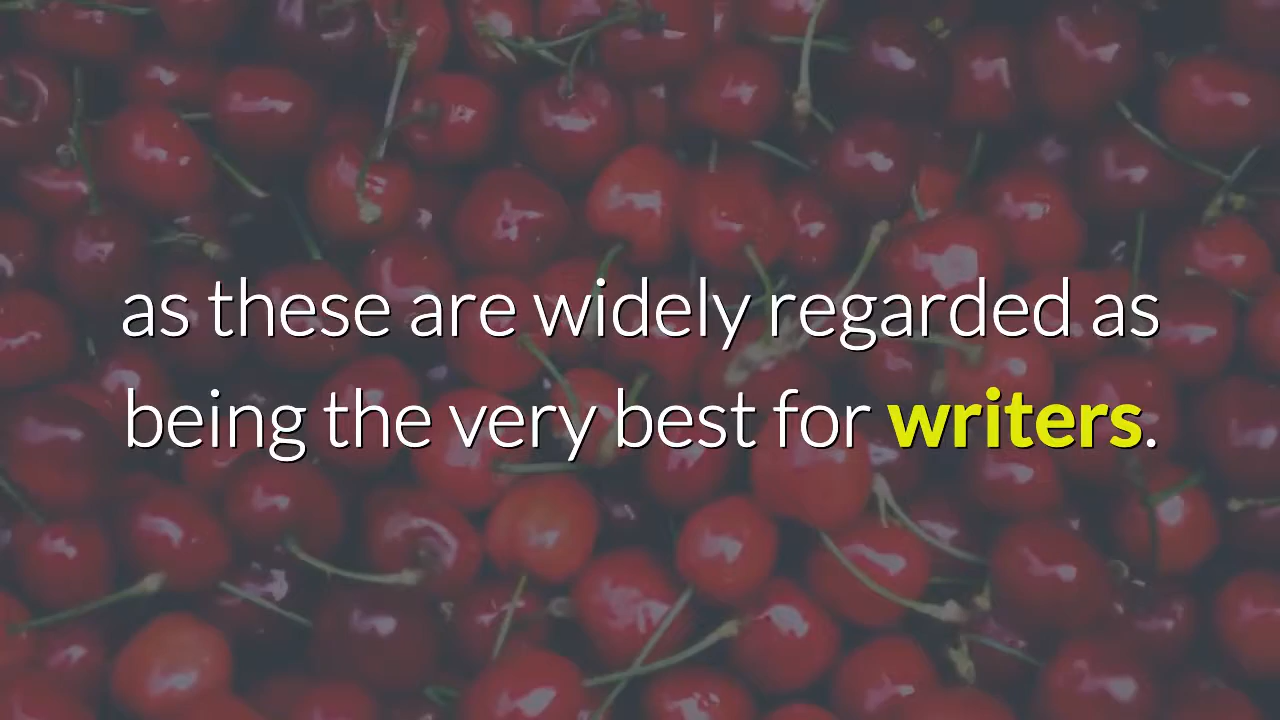 as these are widely regarded as
being the very best for writers.